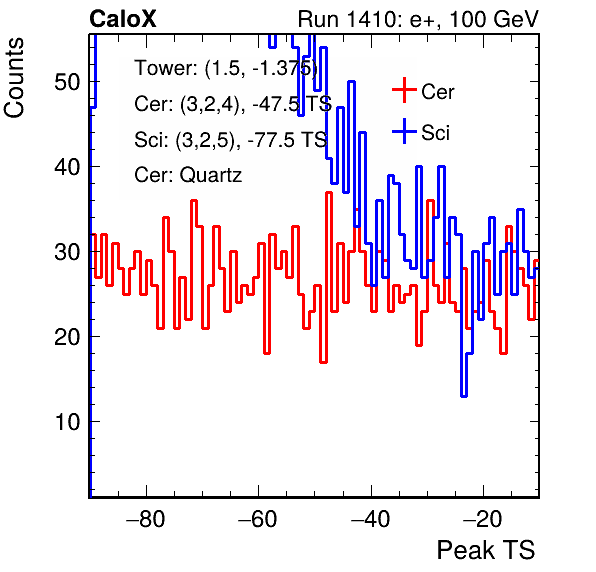 CaloX Run 1410: e+, 100 GeV
Counts
Tower: (1.5, -1.375)
Cer: (3,2,4), -47.5 TS
Sci: (3,2,5), -77.5 TS
Cer: Quartz
Cer
Sci
50
40
30
20
10
−80 −60 −40 −20
Peak TS